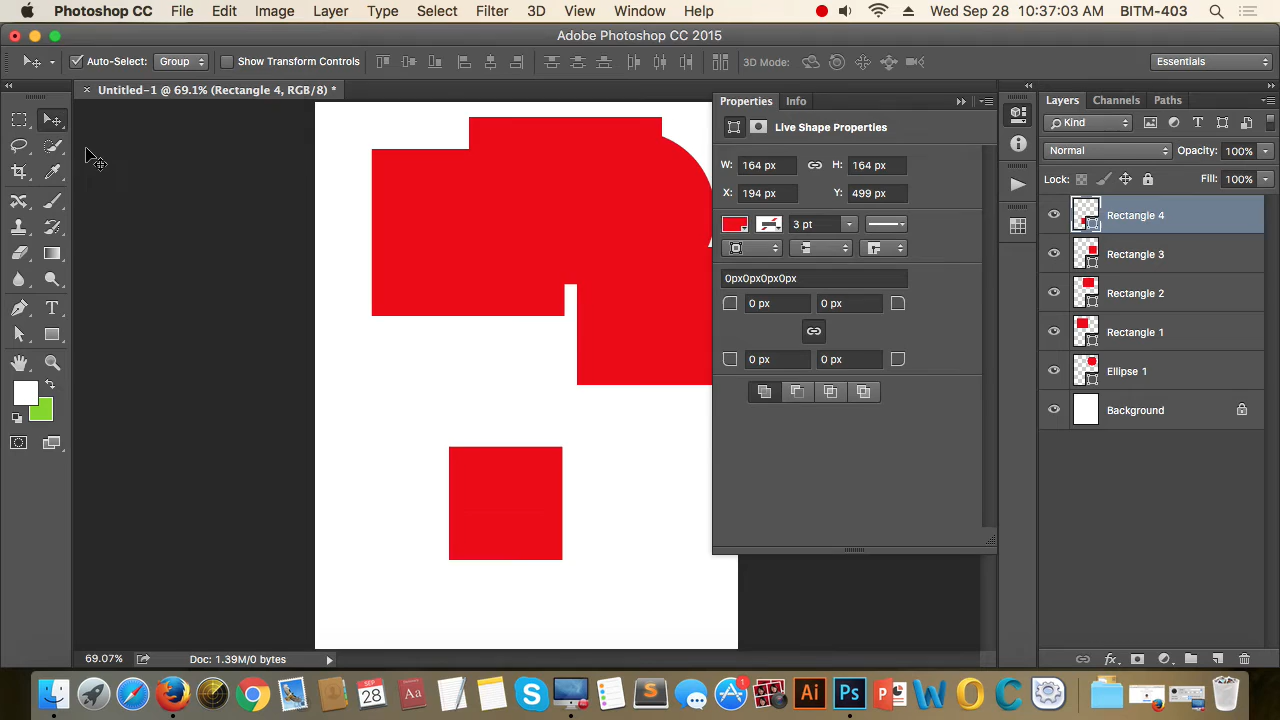 Photoshop CC File Edit Image Layer Type Select Filter 3D View Window Help Wed Sep 28 10:37:03 AM BITM-403
Adobe Photoshop CC 2015
Auto-Select: Group Show Transform Controls 3D Mode: Essentials
Untitled-1 @ 69.1% (Rectangle 4, RGB/8) *
Properties Info
Live Shape Properties
W: 164 px H: 164 px
X: 194 px Y: 499 px
3 pt
0px0px0px0px
0 px 0 px
0 px 0 px
Layers Channels Paths
Kind
Normal Opacity: 100%
Lock: Fill: 100%
Rectangle 4
Rectangle 3
Rectangle 2
Rectangle 1
Ellipse 1
Background
69.07% Doc: 1.39M/0 bytes
SEP
28
Aa
1
Ai
Ps